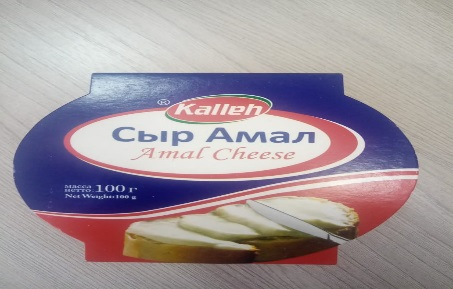 ® Kalleh
Сыр Амал
Amal Cheese
масса
нетто: 100 г
Net Weight: 100 g